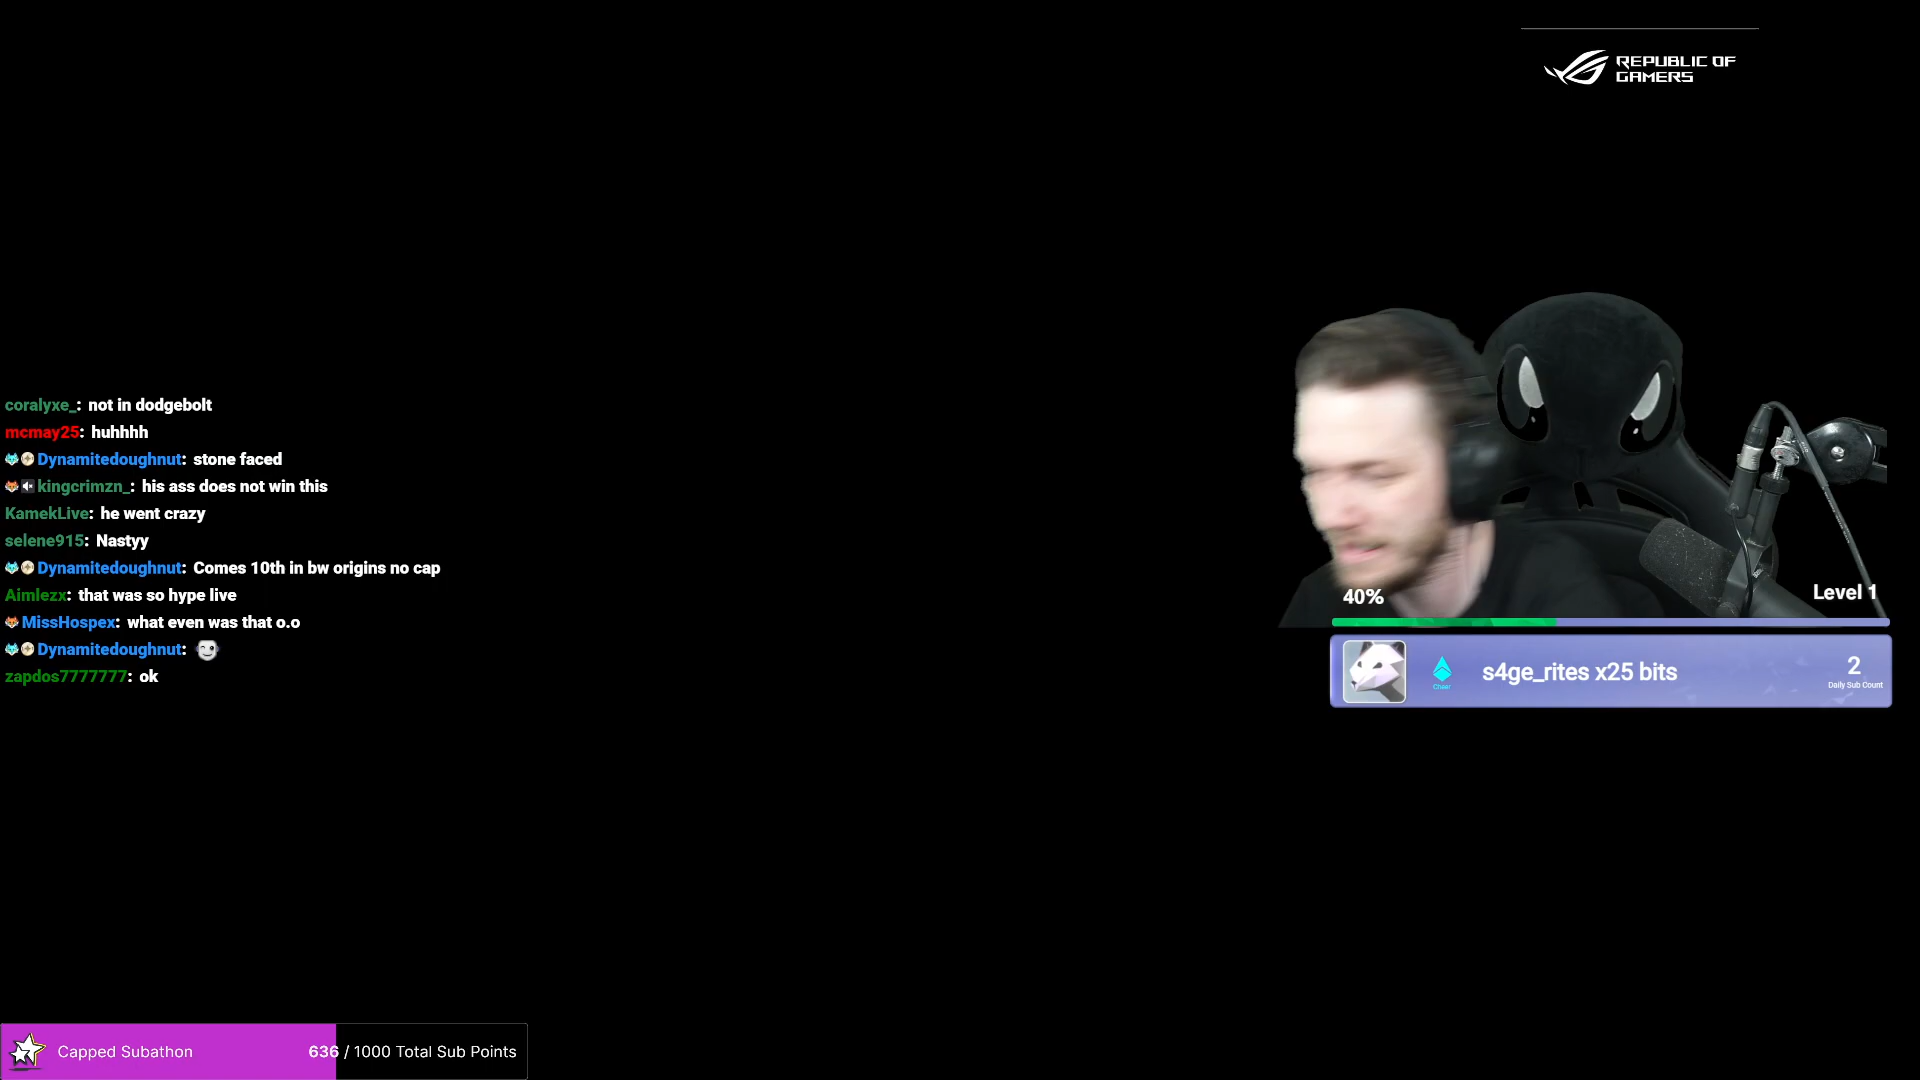 REPUBLIC OF
GAMERS
coralyxe_: not in dodgebolt
mcmay25: huhhhh
Dynamitedoughnut: stone faced
kingcrimzn_: his ass does not win this
KamekLive: he went crazy
selene915: Nastyy
Dynamitedoughnut: Comes 10th in bw origins no cap
Aimlezx: that was so hype live
MissHospex: what even was that o.o
Dynamitedoughnut:
zapdos7777777: ok
40%
Level 1
Cheer
s4ge_rites x25 bits
2
Daily Sub Count
Capped Subathon
636 / 1000 Total Sub Points